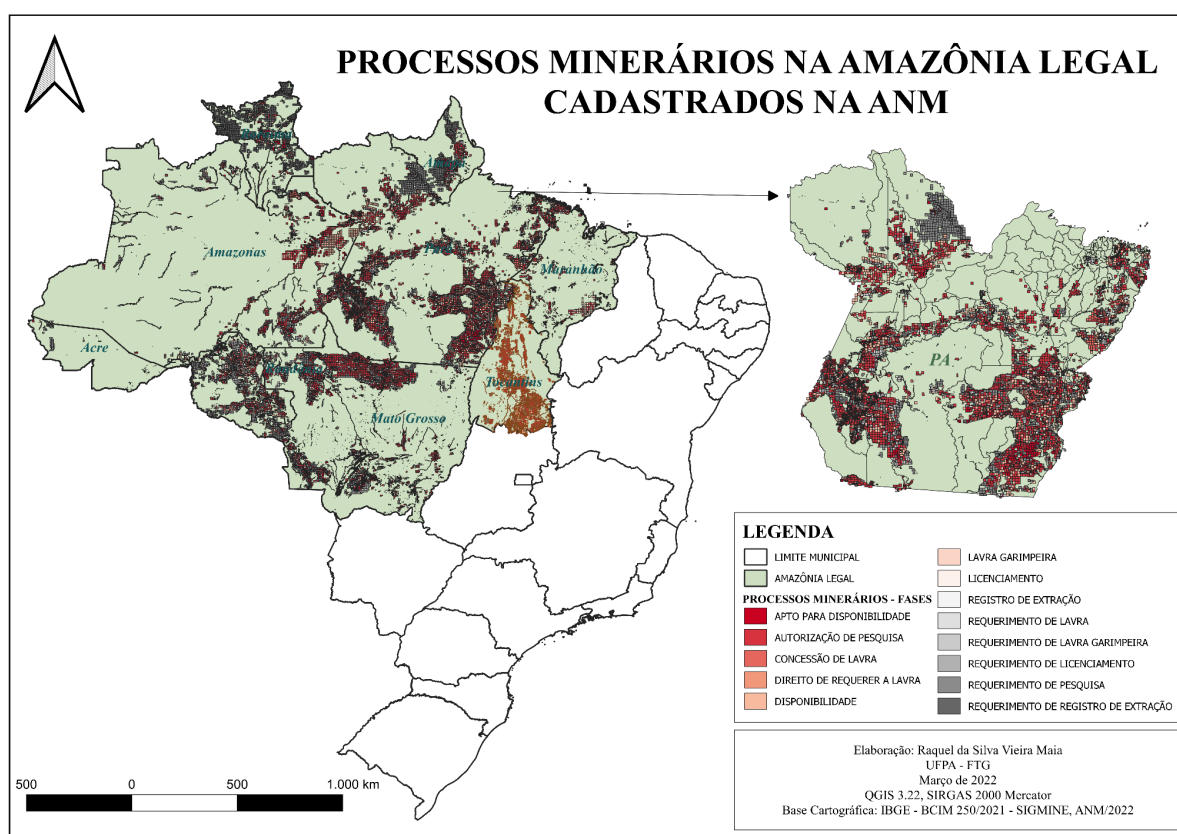 PROCESSOS MINERÁRIOS NA AMAZÔNIA LEGAL
CADASTRADOS NA ANM
Amazonas
Maranhão
Acre
Tocantins
Mato Grosso
PA
LEGENDA
LIMITE MUNICIPAL
AMAZÔNIA LEGAL
PROCESSOS MINERÁRIOS - FASES
APTO PARA DISPONIBILIDADE
AUTORIZAÇÃO DE PESQUISA
CONCESSÃO DE LAVRA
DIREITO DE REQUERER A LAVRA
DISPONIBILIDADE
LAVRA GARIMPEIRA
LICENCIAMENTO
REGISTRO DE EXTRAÇÃO
REQUERIMENTO DE LAVRA
REQUERIMENTO DE LAVRA GARIMPEIRA
REQUERIMENTO DE LICENCIAMENTO
REQUERIMENTO DE PESQUISA
REQUERIMENTO DE REGISTRO DE EXTRAÇÃO
500 0 500 1.000 km
Elaboração: Raquel da Silva Vieira Maia
UFPA - FTG
Março de 2022
QGIS 3.22, SIRGAS 2000 Mercator
Base Cartográfica: IBGE - BCIM 250/2021 - SIGMINE, ANM/2022